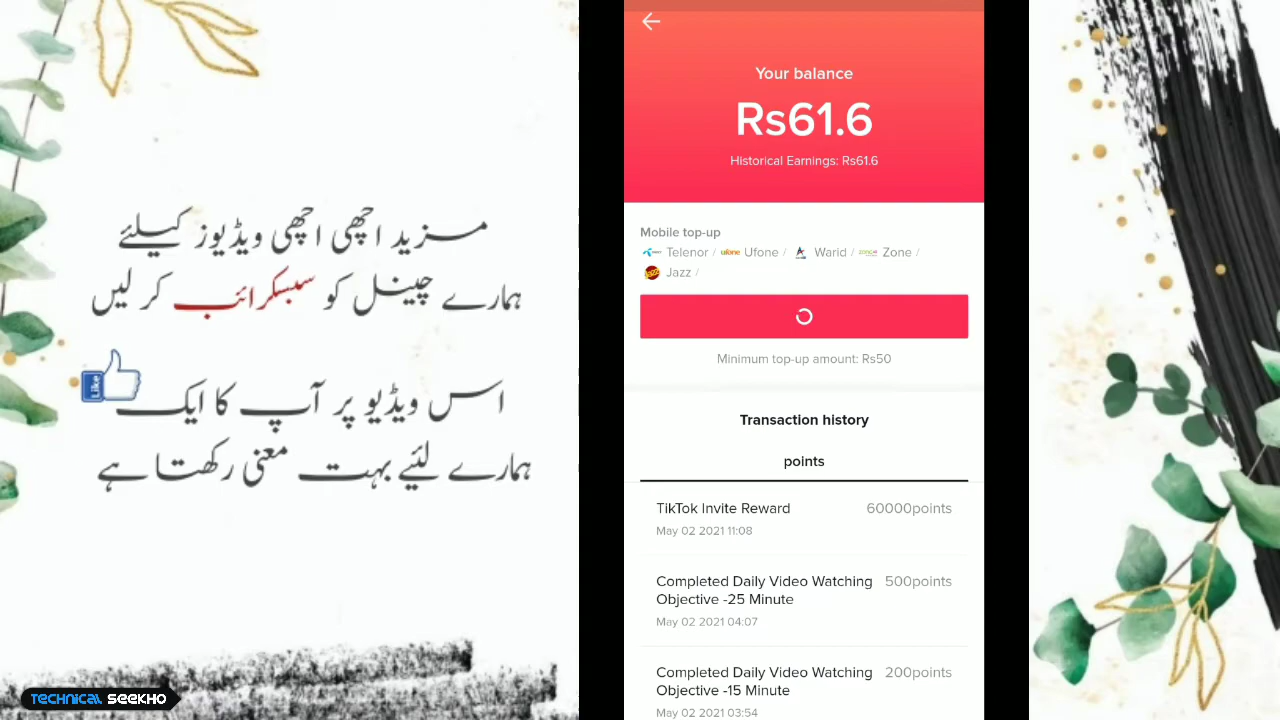 مزید اچھی اچھی ویڈیوز کیلئے
ہمارے چینل کو سبسکرائب کر لیں
Like
اس ویڈیو پر آپ کا ایک
ہمارے لئیے بہت معنی رکھتا ہے
TECHNICAL SEEKHO
Your balance
Rs61.6
Historical Earnings: Rs61.6
Mobile top-up
Telenor / ufone Ufone / Warid / Zone /
Jazz Jazz /
Minimum top-up amount: Rs50
Transaction history
points
TikTok Invite Reward 60000points
May 02 2021 11:08
Completed Daily Video Watching 500points
Objective -25 Minute
May 02 2021 04:07
Completed Daily Video Watching 200points
Objective -15 Minute
May 02 2021 03:54